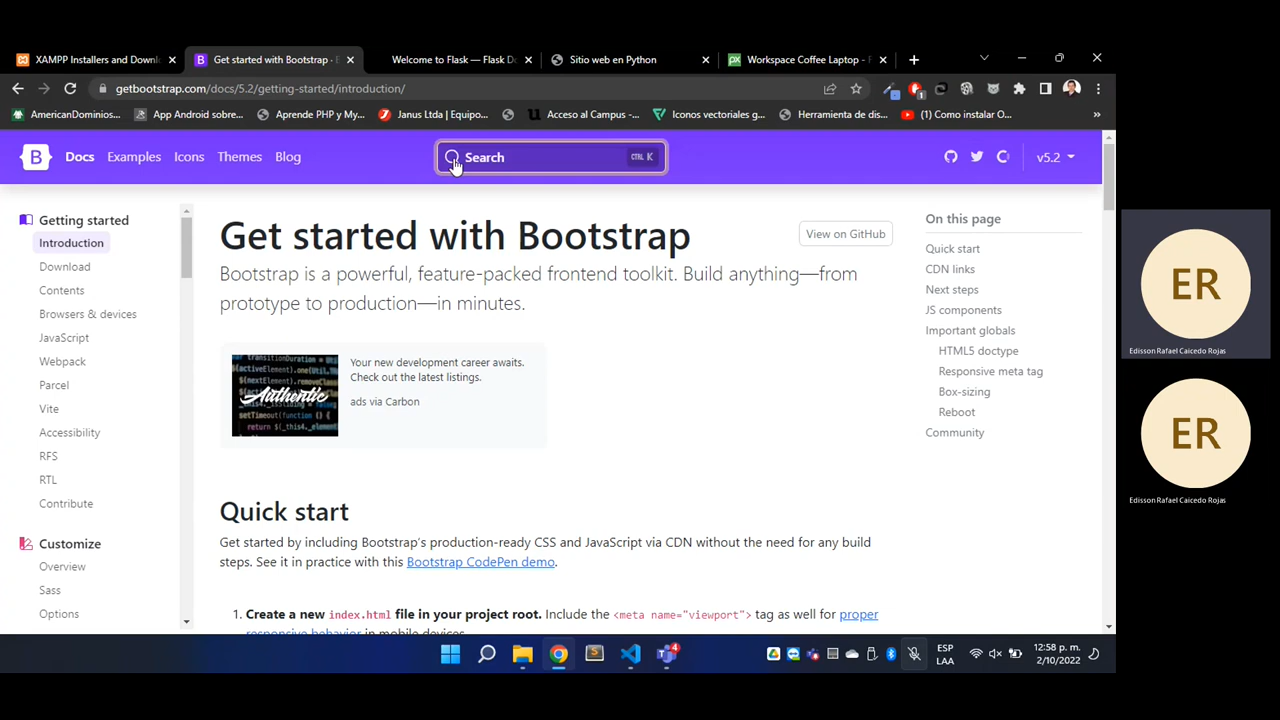 XAMPP Installers and Downl
Get started with Bootstrap · B
Welcome to Flask — Flask D
Sitio web en Python
Workspace Coffee Laptop - F
getbootstrap.com/docs/5.2/getting-started/introduction/
AmericanDominios...
App Android sobre...
Aprende PHP y My...
Janus Ltda | Equipo...
Acceso al Campus -...
Iconos vectoriales g...
Herramienta de dis...
(1) Como instalar O...
B
Docs
Examples
Icons
Themes
Blog
Search
CTRL K
v5.2
Getting started
Introduction
Download
Contents
Browsers & devices
JavaScript
Webpack
Parcel
Vite
Accessibility
RFS
RTL
Contribute
Customize
Overview
Sass
Options
Get started with Bootstrap
View on GitHub
Bootstrap is a powerful, feature-packed frontend toolkit. Build anything—from
prototype to production—in minutes.
Authentic
Your new development career awaits.
Check out the latest listings.
ads via Carbon
Quick start
Get started by including Bootstrap's production-ready CSS and JavaScript via CDN without the need for any build
steps. See it in practice with this Bootstrap CodePen demo.
1. Create a new index.html file in your project root. Include the <meta name="viewport"> tag as well for proper
responsive behavior in mobile devices.
On this page
Quick start
CDN links
Next steps
JS components
Important globals
HTML5 doctype
Responsive meta tag
Box-sizing
Reboot
Community
ER
Edisson Rafael Caicedo Rojas
ER
Edisson Rafael Caicedo Rojas
4
ESP
LAA
12:58 p. m.
2/10/2022